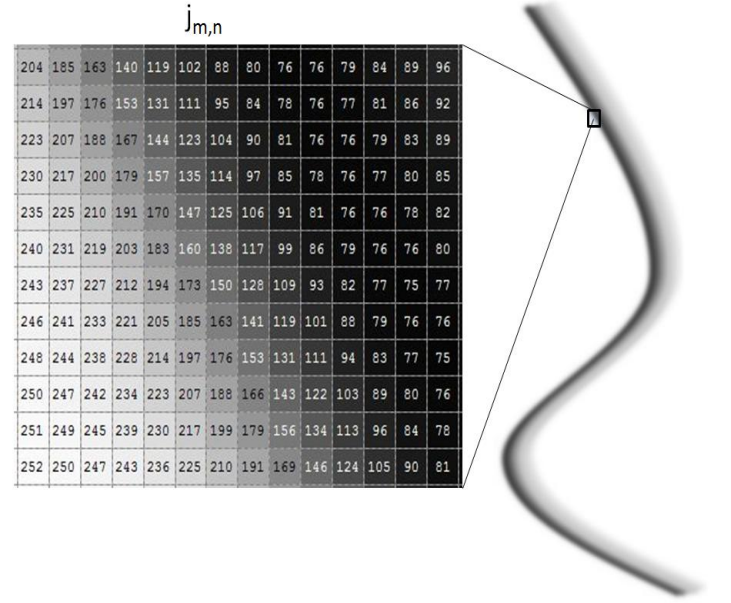 jm,n
204 185 163 140 119 102 88 80 76 76 79 84 89 96
214 197 176 153 131 111 95 84 78 76 77 81 86 92
223 207 188 167 144 123 104 90 81 76 76 79 83 89
230 217 200 179 157 135 114 97 85 78 76 77 80 85
235 225 210 191 170 147 125 106 91 81 76 76 78 82
240 231 219 203 183 160 138 117 99 86 79 76 76 80
243 237 227 212 194 173 150 128 109 93 82 77 75 77
246 241 233 221 205 185 163 141 119 101 88 79 76 76
248 244 238 228 214 197 176 153 131 111 94 83 77 75
250 247 242 234 223 207 188 166 143 122 103 89 80 76
251 249 245 239 230 217 199 179 156 134 113 96 84 78
252 250 247 243 236 225 210 191 169 146 124 105 90 81